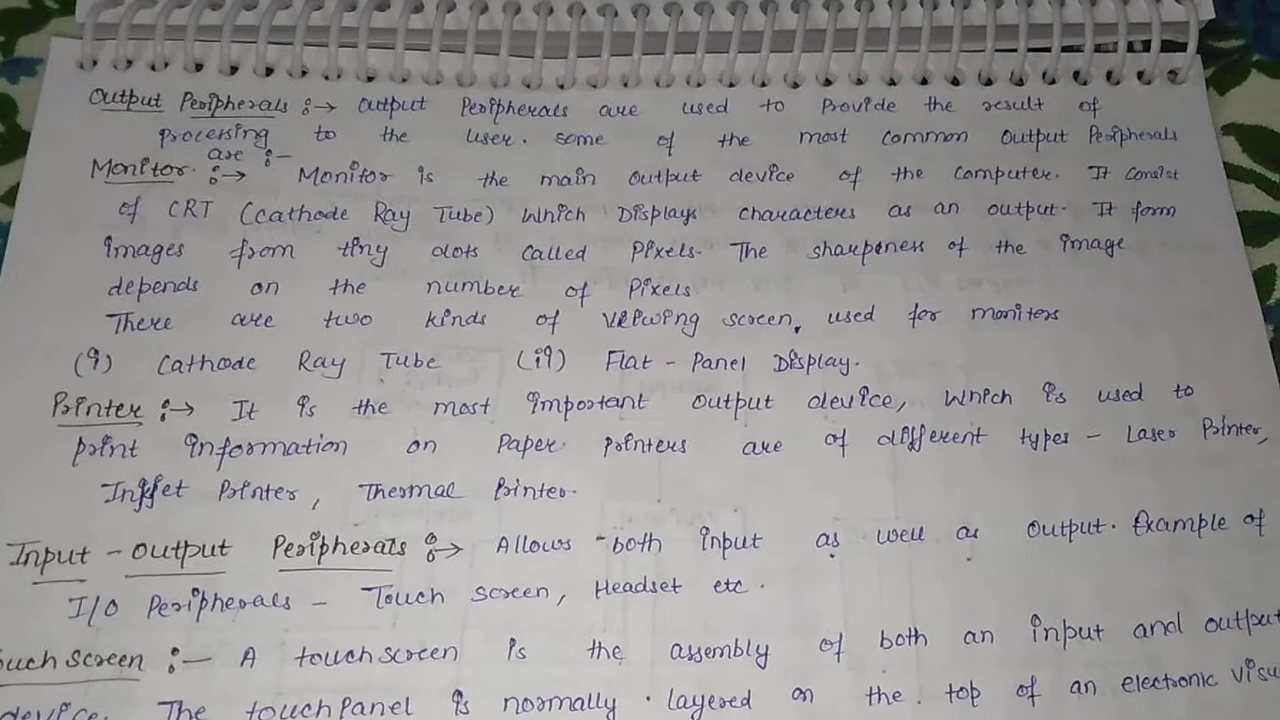 Output Peripherals :→ Output Peripherals are used to Provide the result of
processing to the user. some of the most common output Peripherals
are :-
Monitor. :→ Monitor is the main output device of the computer. It consist
of CRT (Cathode Ray Tube) Which Displays characters as an output. It form
images from tiny dots called Pixels. The sharpness of the image
depends on the number of Pixels
There are two kinds of viewing screen, used for monitors
(i) Cathode Ray Tube (ii) Flat - Panel Display.
Printer :→ It is the most important output device, which is used to
print information on Paper. printers are of different types - Laser Printer,
Inkjet Printer, Thermal Printer.
Input - output Peripherals :→ Allows both input as well as output. Example of
I/O Peripherals - Touch screen, Headset etc.
ouch screen :- A touch screen is the assembly of both an input and output
device. The touch Panel is normally layered on the top of an electronic visu